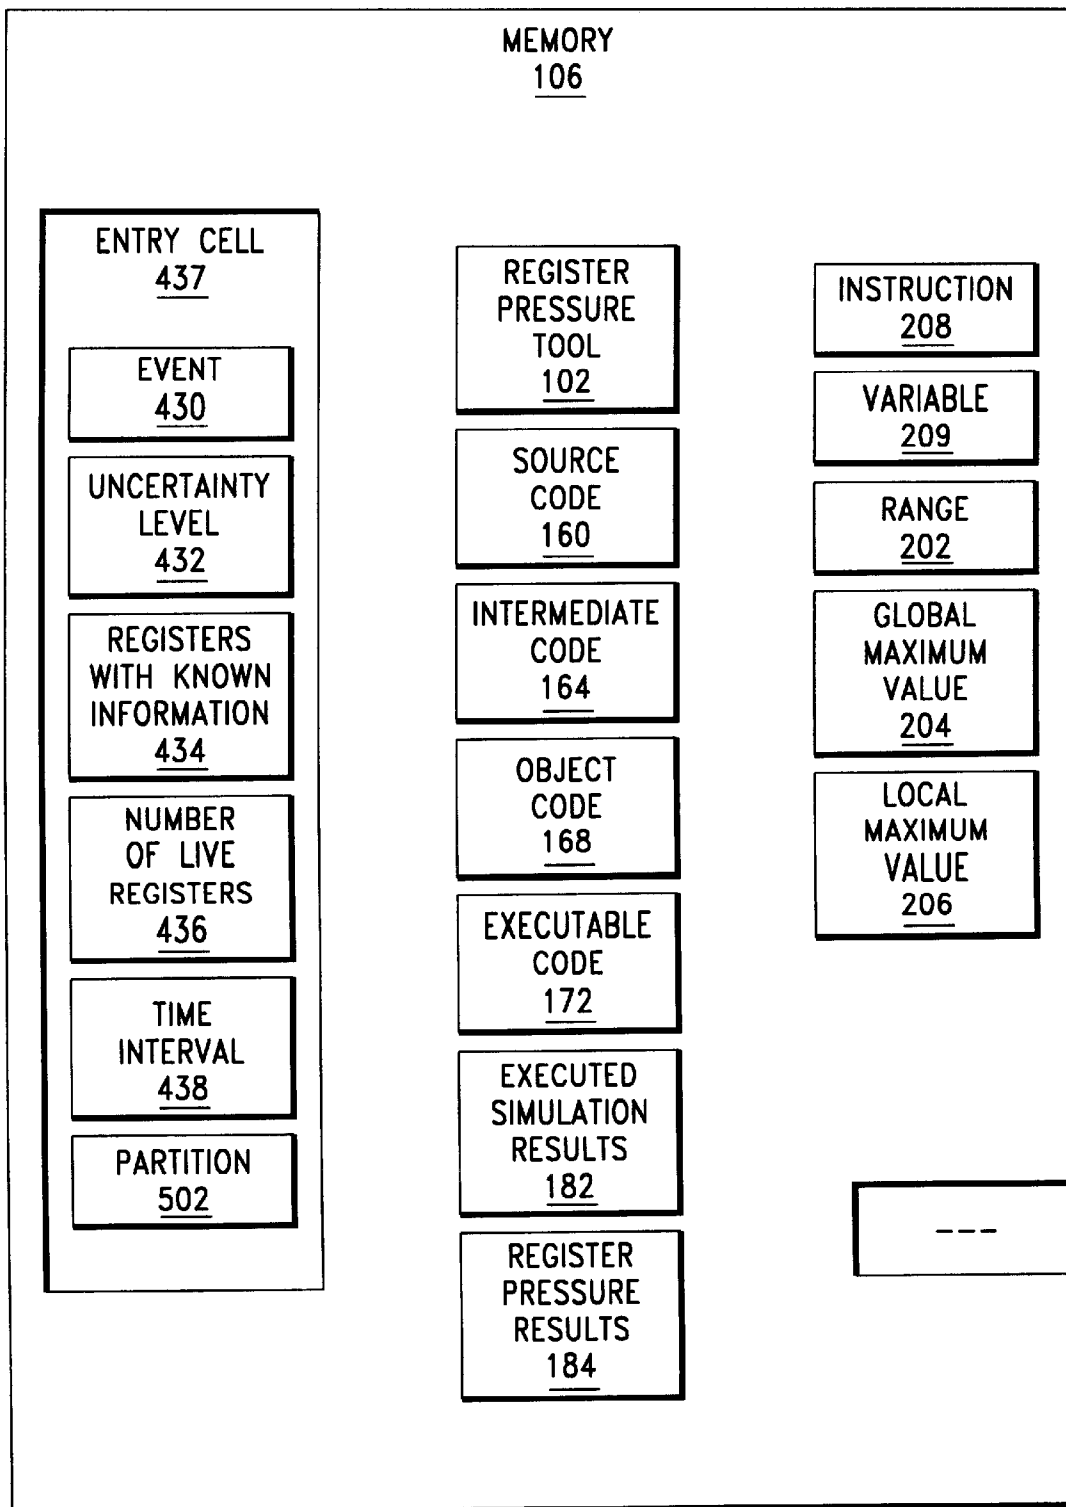 MEMORY
106
ENTRY CELL
437
EVENT
430
UNCERTAINTY
LEVEL
432
REGISTERS
WITH KNOWN
INFORMATION
434
NUMBER
OF LIVE
REGISTERS
436
TIME
INTERVAL
438
PARTITION
502
REGISTER
PRESSURE
TOOL
102
SOURCE
CODE
160
INTERMEDIATE
CODE
164
OBJECT
CODE
168
EXECUTABLE
CODE
172
EXECUTED
SIMULATION
RESULTS
182
REGISTER
PRESSURE
RESULTS
184
INSTRUCTION
208
VARIABLE
209
RANGE
202
GLOBAL
MAXIMUM
VALUE
204
LOCAL
MAXIMUM
VALUE
206
---